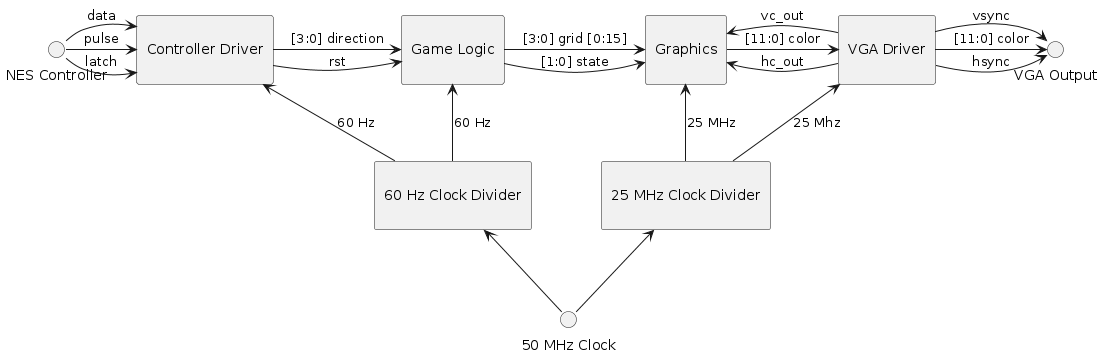 data
vc_out
vsync
pulse
[3:0] direction
[3:0] grid [0:15]
[11:0] color
[11:0] color
Controller Driver
Game Logic
Graphics
VGA Driver
latch
rst
[1:0] state
hc_out
hsync
NES Controller
VGA Output
60 Hz
60 Hz
25 MHz
25 Mhz
60 Hz Clock Divider
25 MHz Clock Divider
50 MHz Clock